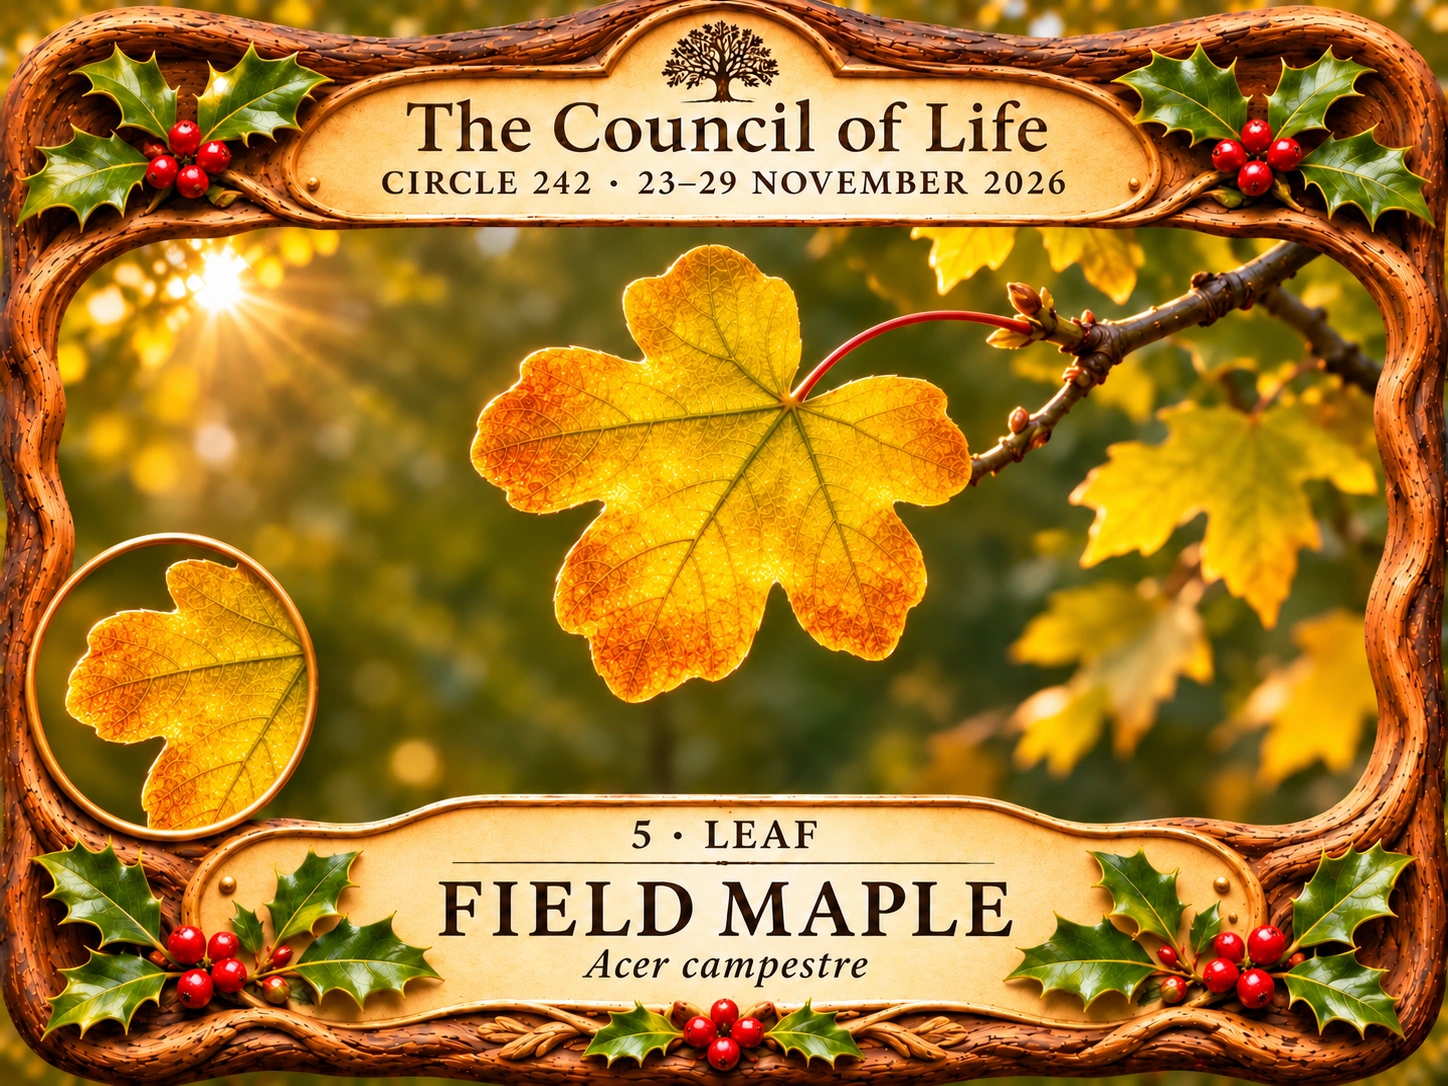 The Council of Life
CIRCLE 242 · 23–29 NOVEMBER 2026
5 · LEAF
FIELD MAPLE
Acer campestre